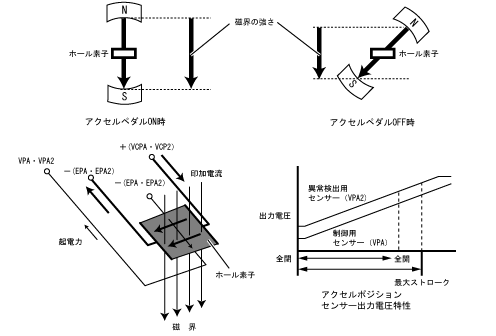 N
ホール素子
S
アクセルペダルON時
磁界の強さ
N
ホール素子
S
アクセルペダルOFF時
+(VCPA・VCP2)
VPA・VPA2
−(EPA・EPA2)
−(EPA・EPA2)
印加電流
起電力
ホール素子
磁 界
異常検出用
センサー(VPA2)
出力電圧
制御用
センサー(VPA)
全閉
全開
最大ストローク
アクセルポジション
センサー出力電圧特性